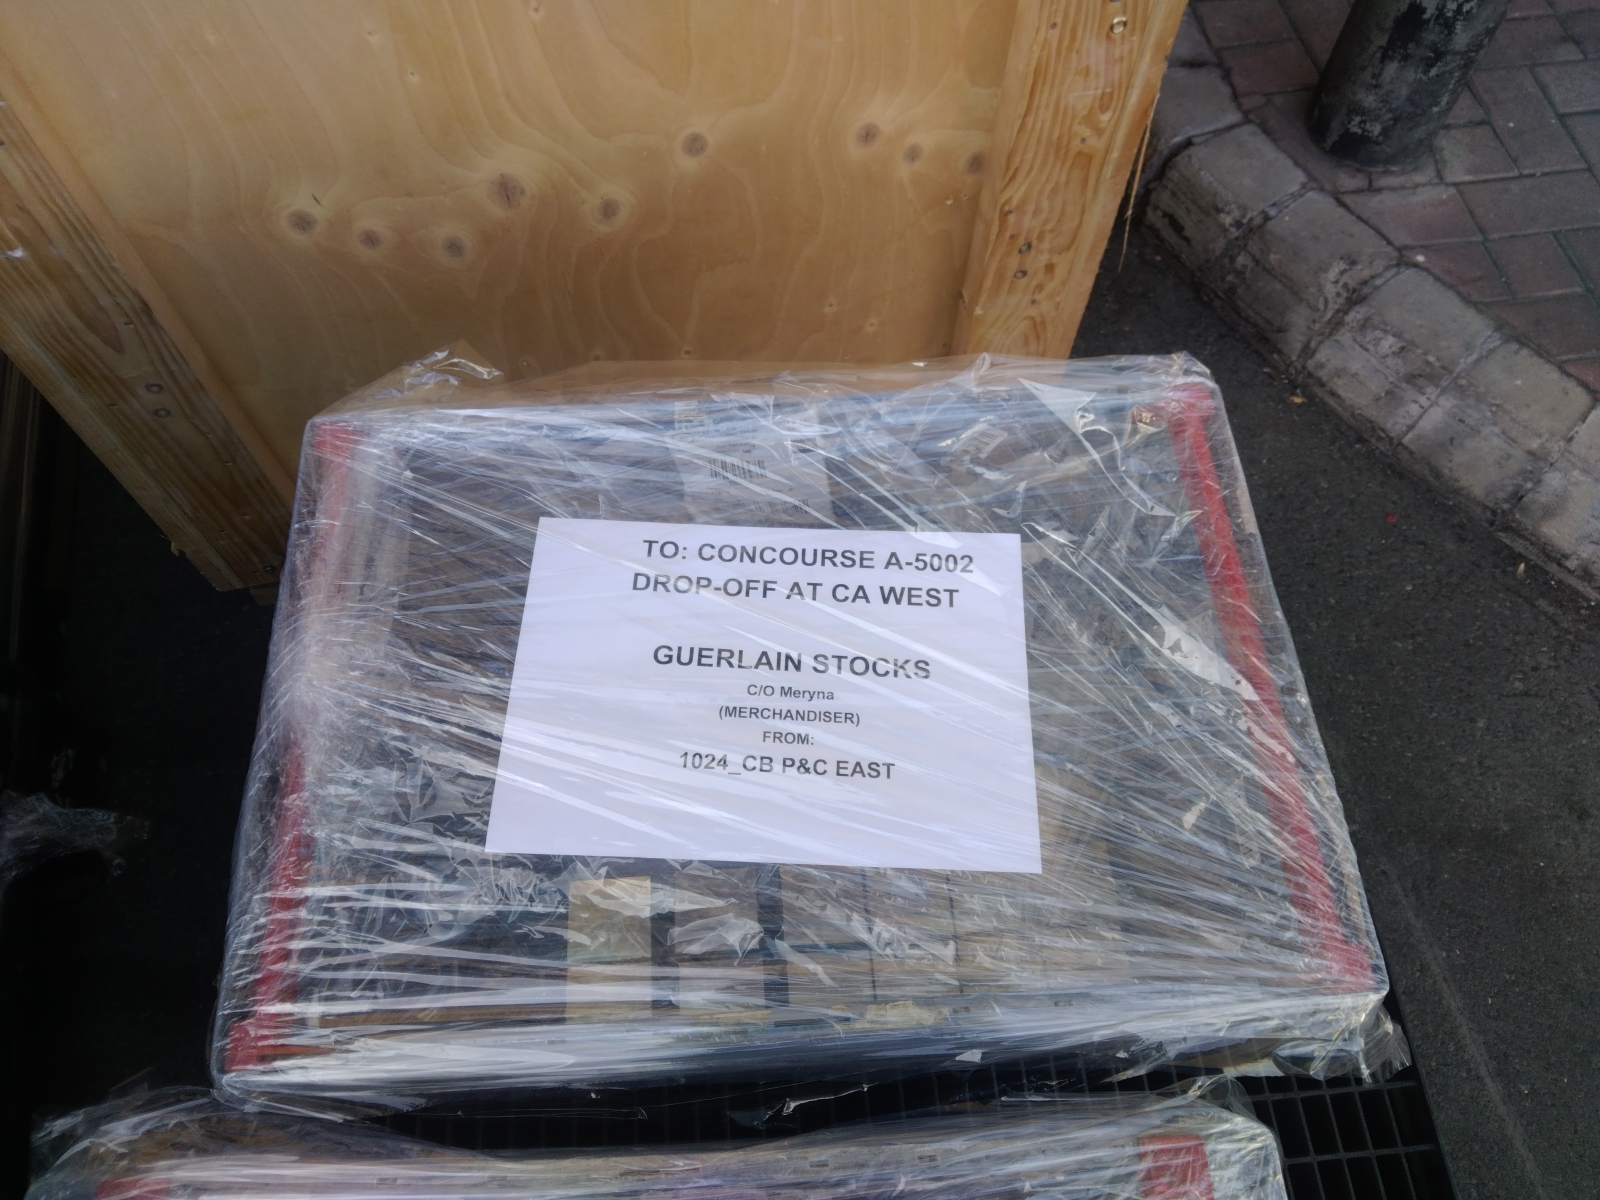 TO: CONCOURSE A-5002
DROP-OFF AT CA WEST
GUERLAIN STOCKS
C/O Meryna
(MERCHANDISER)
FROM:
1024_CB P&C EAST